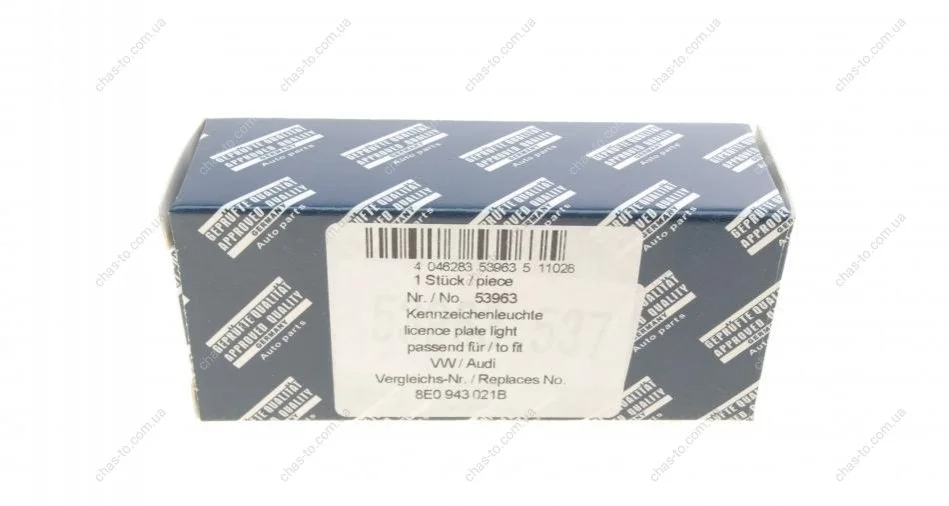 GEPRÜFTE QUALITÄT
APPROVED QUALITY
GERMANY
Auto parts
4 046283 53963 5 11026
1 Stück / piece
Nr. / No. 53963
Kennzeichenleuchte
licence plate light
passend für / to fit
VW / Audi
Vergleichs-Nr. / Replaces No.
8E0 943 021B
chas-to.com.ua